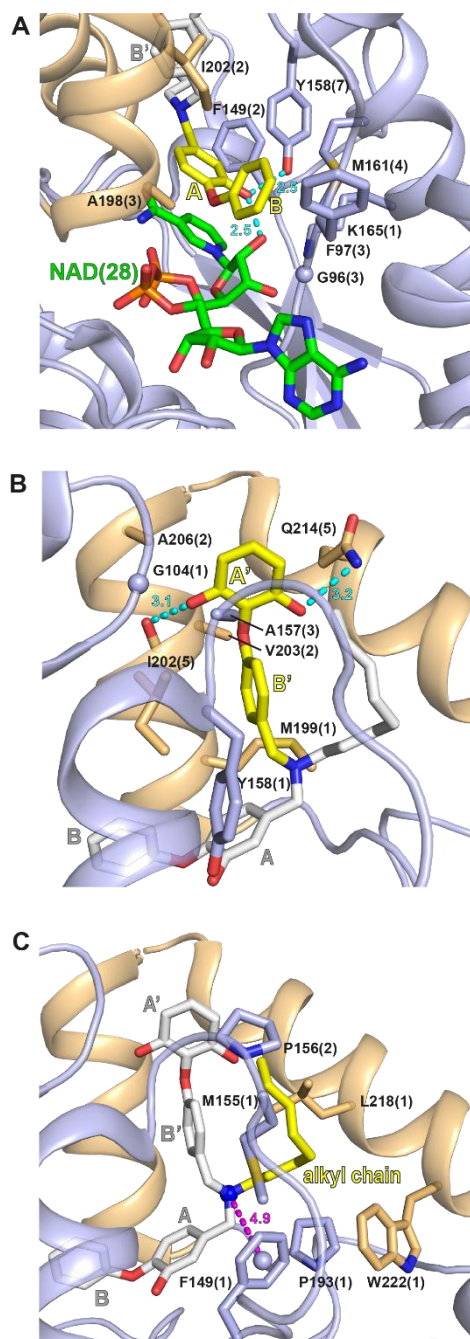 A
B'
I202(2)
F149(2)
Y158(7)
M161(4)
A
2.5
B
A198(3)
2.5
K165(1)
F97(3)
NAD(28)
G96(3)
B
A206(2)
Q214(5)
G104(1)
A'
3.1
3.2
A157(3)
V203(2)
I202(5)
B'
M199(1)
Y158(1)
B
A
C
A'
P156(2)
M155(1)
L218(1)
B'
alkyl chain
A
4.9
F149(1)
P193(1)
W222(1)
B